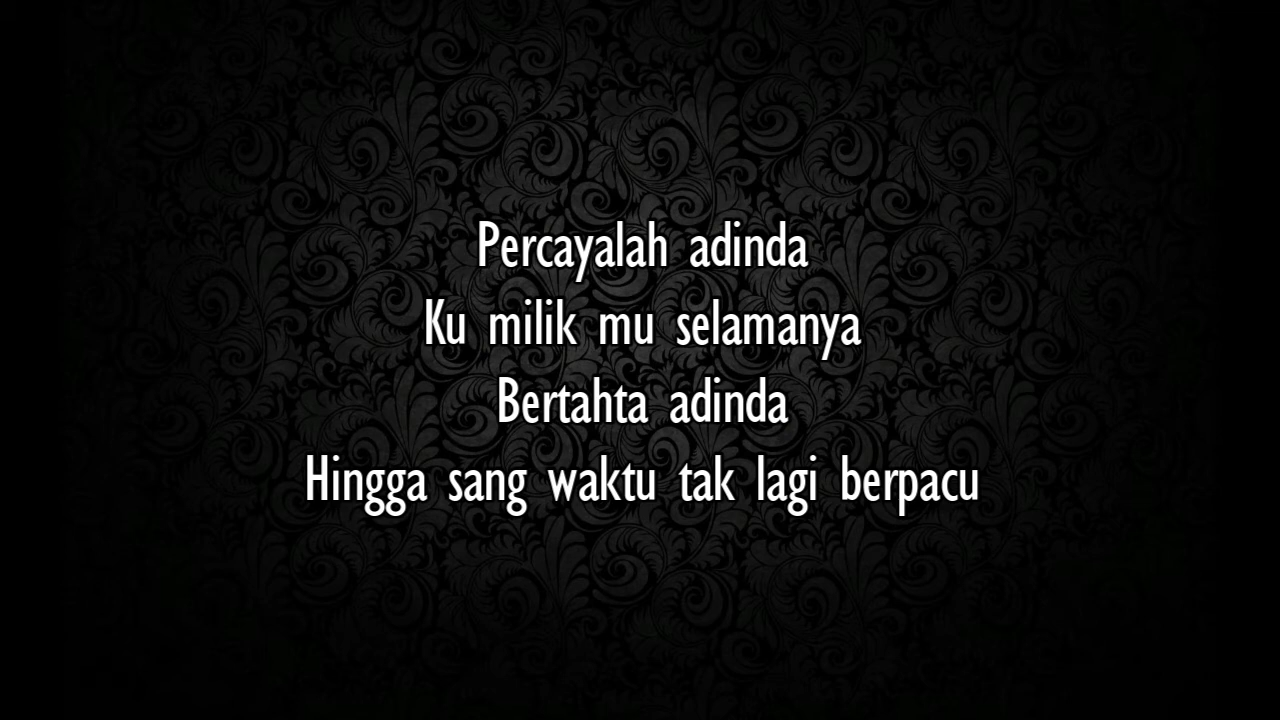 Percayalah adinda
Ku milik mu selamanya
Bertahta adinda
Hingga sang waktu tak lagi berpacu